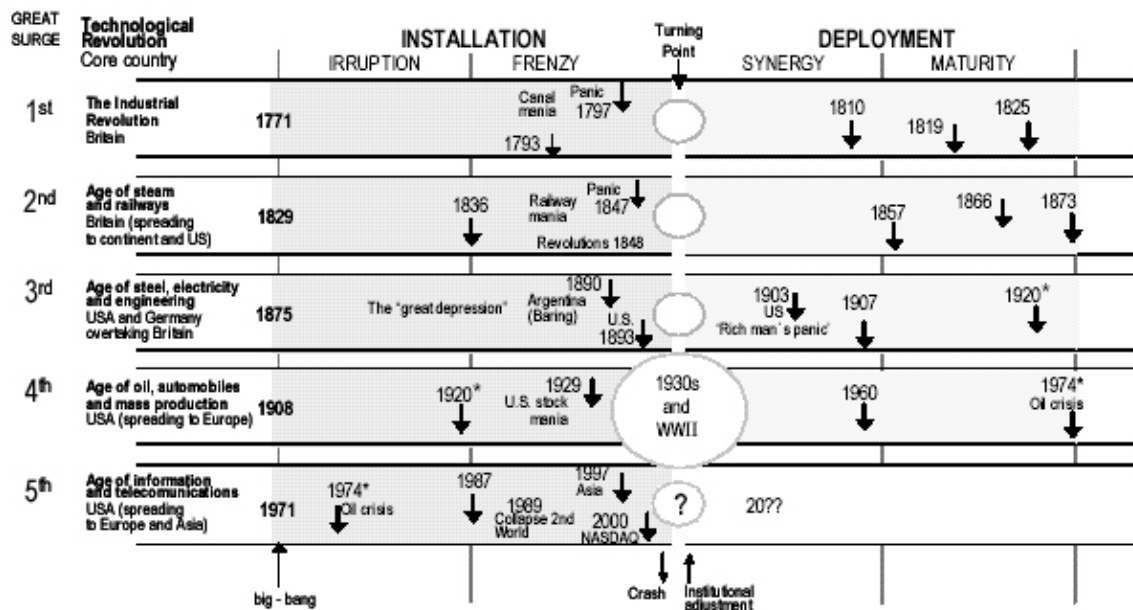 GREAT
SURGE
Technological
Revolution
Core country
INSTALLATION
Turning
Point
DEPLOYMENT
IRRUPTION
FRENZY
SYNERGY
MATURITY
1st
The Industrial
Revolution
Britain
1771
Canal
mania
1793
Panic
1797
1810
1819
1825
2nd
Age of steam
and railways
Britain (spreading
to continent and US)
1829
1836
Railway
mania
Panic
1847
Revolutions 1848
1857
1866
1873
3rd
Age of steel, electricity
and engineering
USA and Germany
overtaking Britain
1875
The "great depression"
1890
Argentina
(Baring)
U.S.
1893
1903
US
'Rich man´s panic'
1907
1920*
4th
Age of oil, automobiles
and mass production
USA (spreading to Europe)
1908
1920*
1929
U.S. stock
mania
1930s
and
WWII
1960
1974*
Oil crisis
5th
Age of information
and telecomunications
USA (spreading
to Europe and Asia)
1971
1974*
Oil crisis
1987
1989
Collapse 2nd
World
1997
Asia
2000
NASDAQ
?
20??
big - bang
Crash
Institutional
adjustment